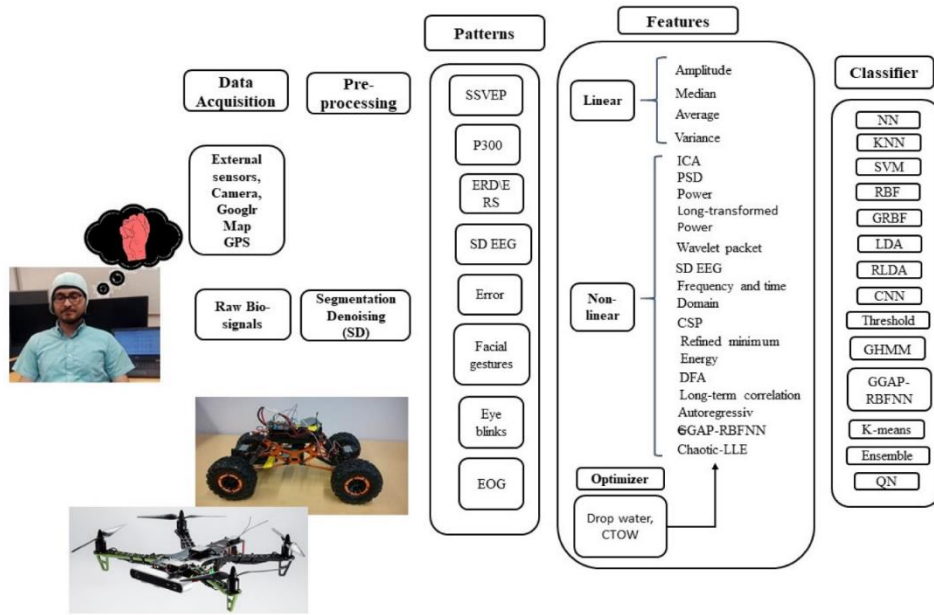 Data
Acquisition
External
sensors,
Camera,
Googlr
Map
GPS
Raw Bio-
signals
Pre-
processing
Segmentation
Denoising
(SD)
Patterns
SSVEP
P300
ERD\E
RS
SD EEG
Error
Facial
gestures
Eye
blinks
EOG
Features
Linear
Amplitude
Median
Average
Variance
Non-
linear
ICA
PSD
Power
Long-transformed
Power
Wavelet packet
SD EEG
Frequency and time
Domain
CSP
Refined minimum
Energy
DFA
Long-term correlation
Autoregressiv
e
GGAP-RBFNN
Chaotic-LLE
Optimizer
Drop water,
CTOW
Classifier
NN
KNN
SVM
RBF
GRBF
LDA
RLDA
CNN
Threshold
GHMM
GGAP-
RBFNN
K-means
Ensemble
QN